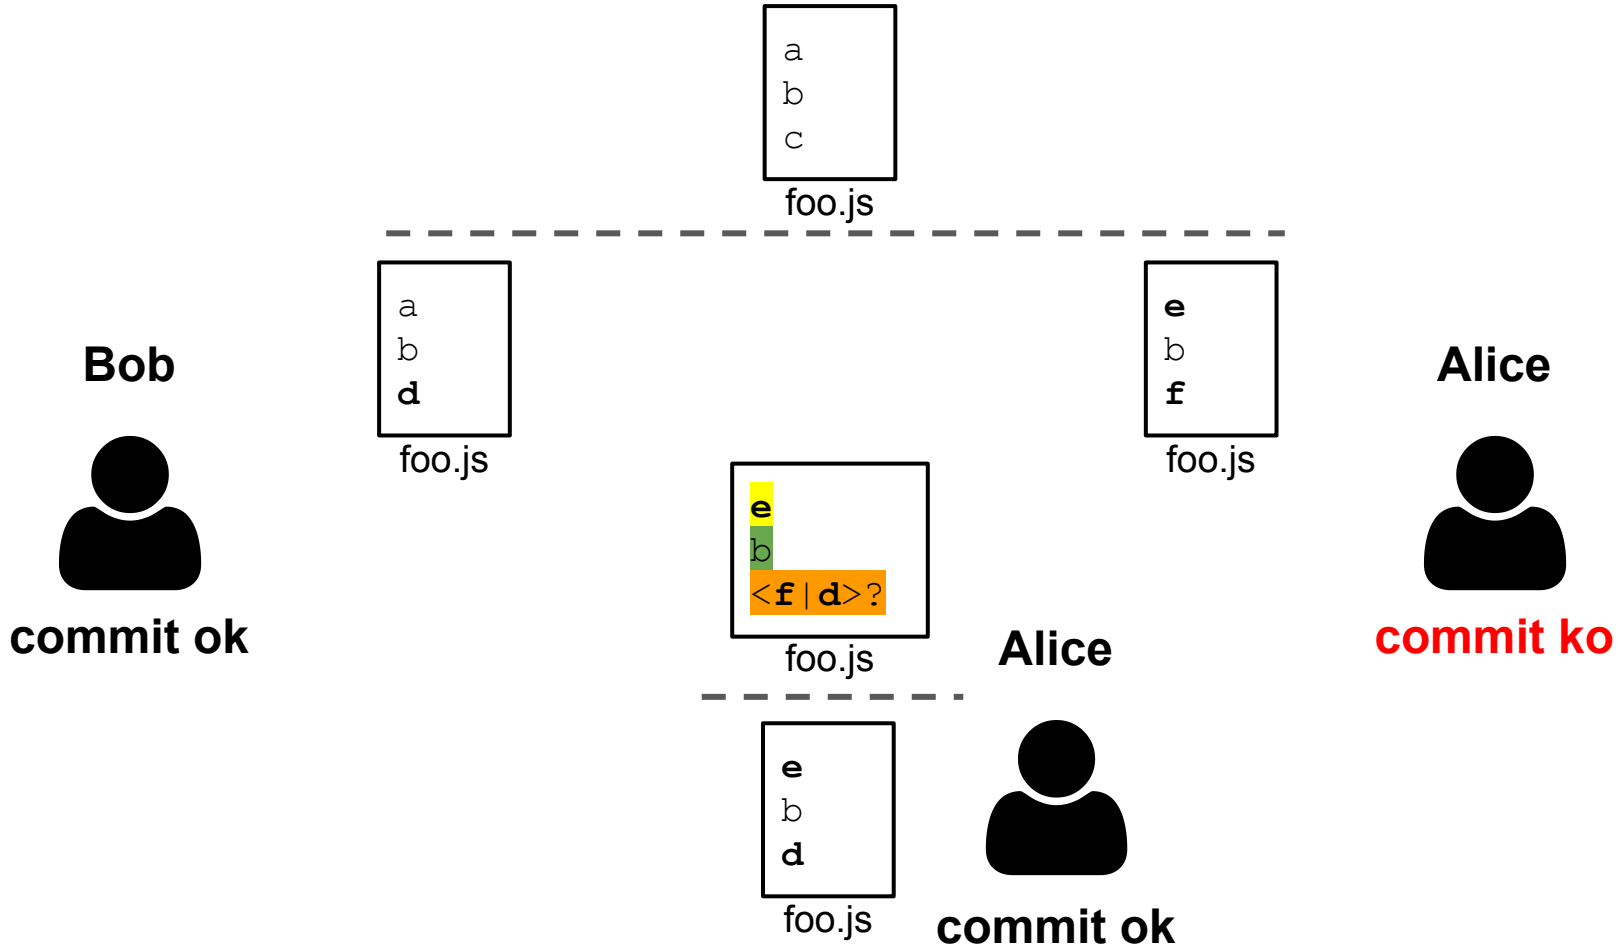 a
b
c
foo.js
a
b
d
foo.js
Bob
commit ok
e
b
f
foo.js
Alice
commit ko
e
b
<f|d>?
foo.js
Alice
e
b
d
foo.js
commit ok